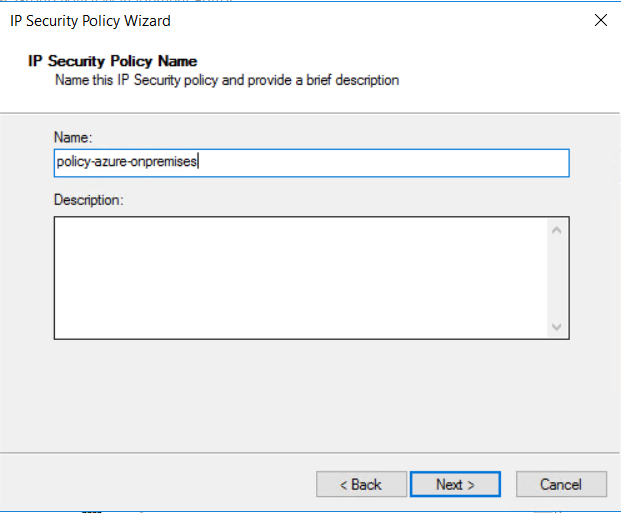 IP Security Policy Wizard
IP Security Policy Name
Name this IP Security policy and provide a brief description
Name:
policy-azure-onpremises
Description:
< Back Next > Cancel